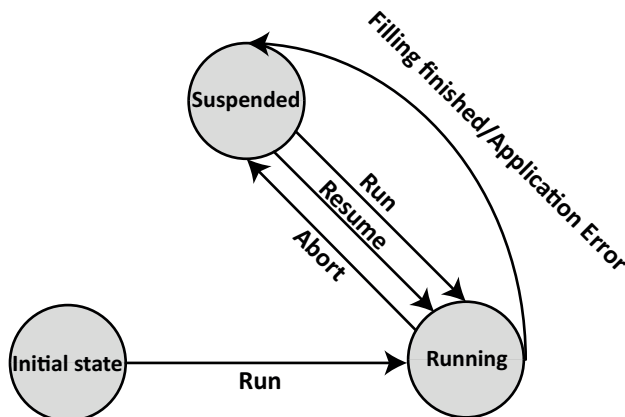 Filling finished/Application Error
Suspended
Run
Resume
Abort
Initial state
Running
Run